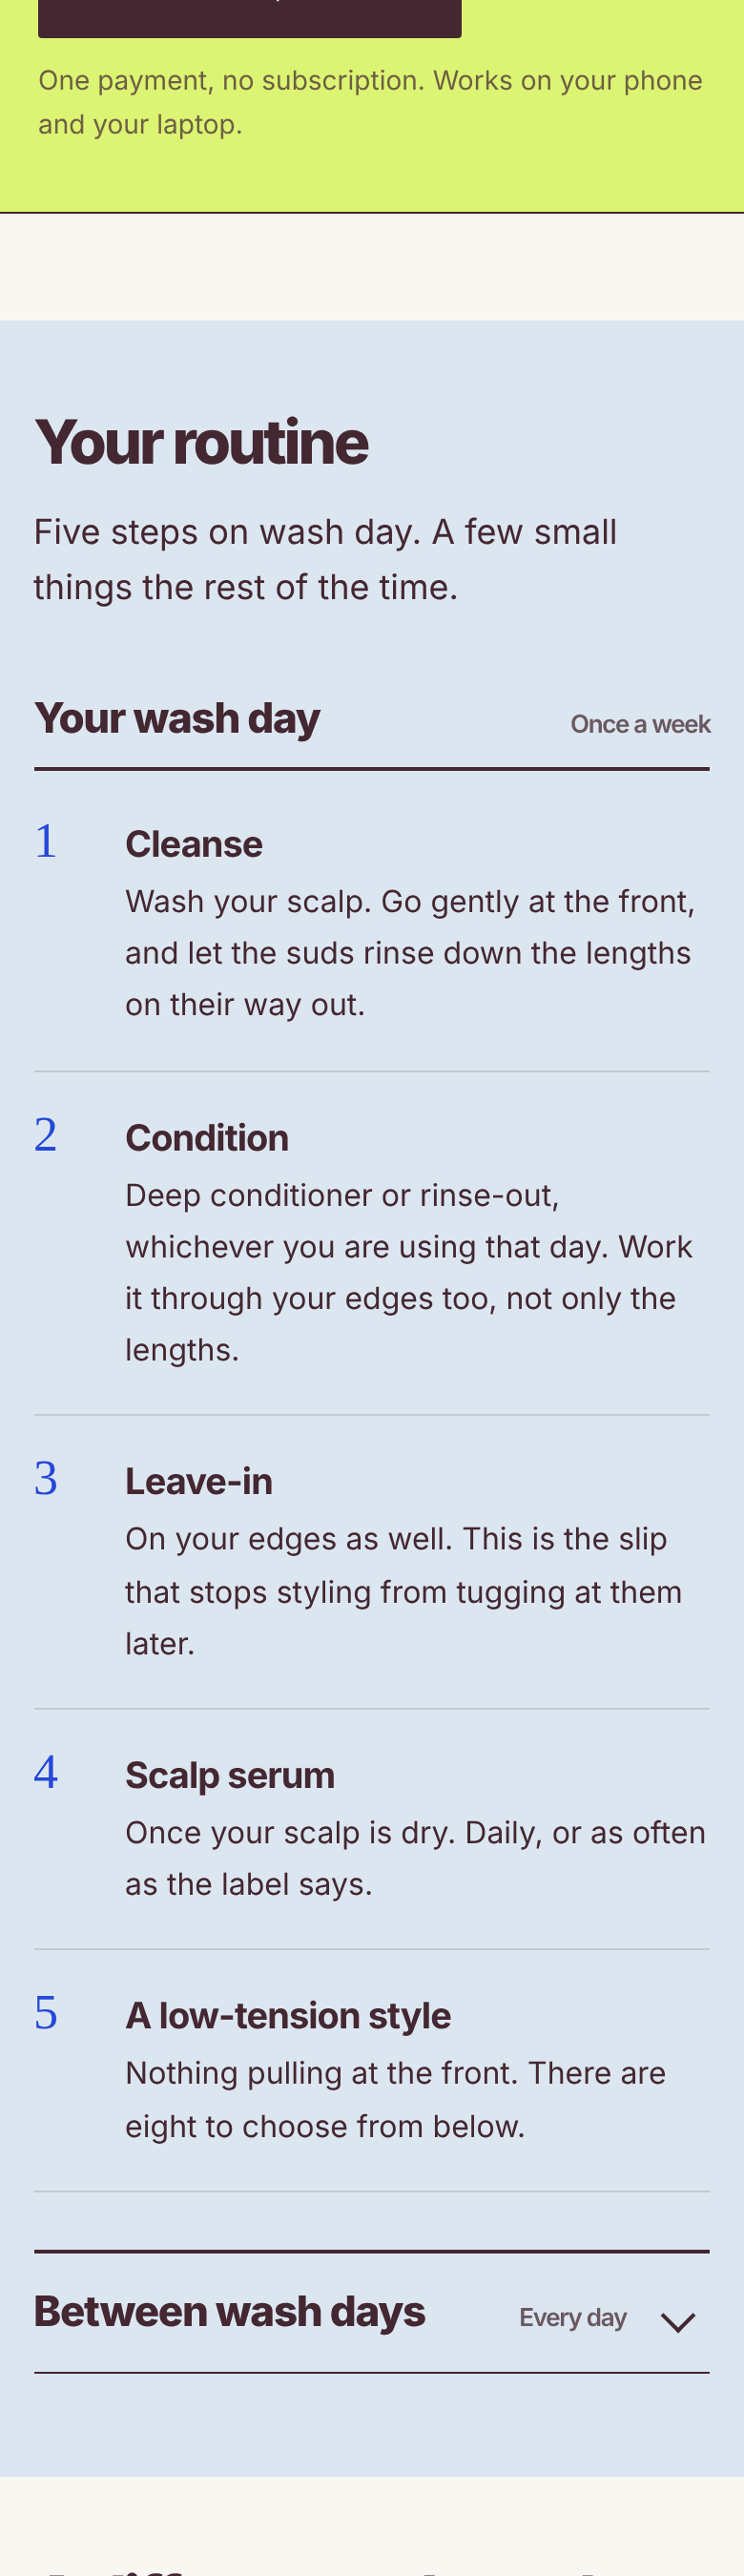 One payment, no subscription. Works on your phone
and your laptop.
Your routine
Five steps on wash day. A few small
things the rest of the time.
Your wash day
Once a week
1
Cleanse
Wash your scalp. Go gently at the front,
and let the suds rinse down the lengths
on their way out.
2
Condition
Deep conditioner or rinse-out,
whichever you are using that day. Work
it through your edges too, not only the
lengths.
3
Leave-in
On your edges as well. This is the slip
that stops styling from tugging at them
later.
4
Scalp serum
Once your scalp is dry. Daily, or as often
as the label says.
5
A low-tension style
Nothing pulling at the front. There are
eight to choose from below.
Between wash days
Every day